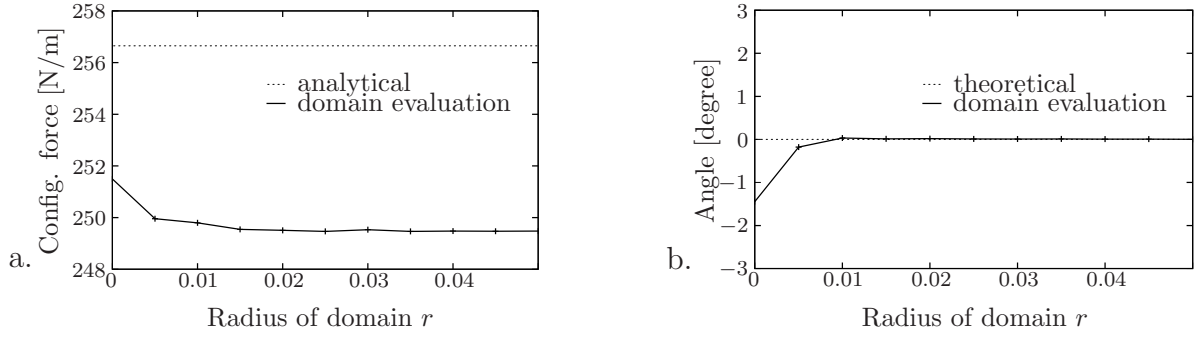 258
256
254
252
250
248
Config. force [N/m]
analytical
domain evaluation
0
0.01
0.02
0.03
0.04
Radius of domain r
a.
3
2
1
0
−1
−2
−3
Angle [degree]
theoretical
domain evaluation
0
0.01
0.02
0.03
0.04
Radius of domain r
b.